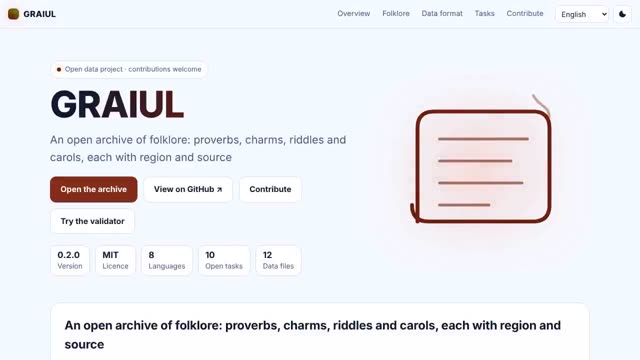 GRAIUL
Overview Folklore Data format Tasks Contribute English
Open data project · contributions welcome
GRAIUL
An open archive of folklore: proverbs, charms, riddles and
carols, each with region and source
Open the archive View on GitHub ↗ Contribute
Try the validator
0.2.0 MIT 8 10 12
Version Licence Languages Open tasks Data files
An open archive of folklore: proverbs, charms, riddles and carols, each with region and
source